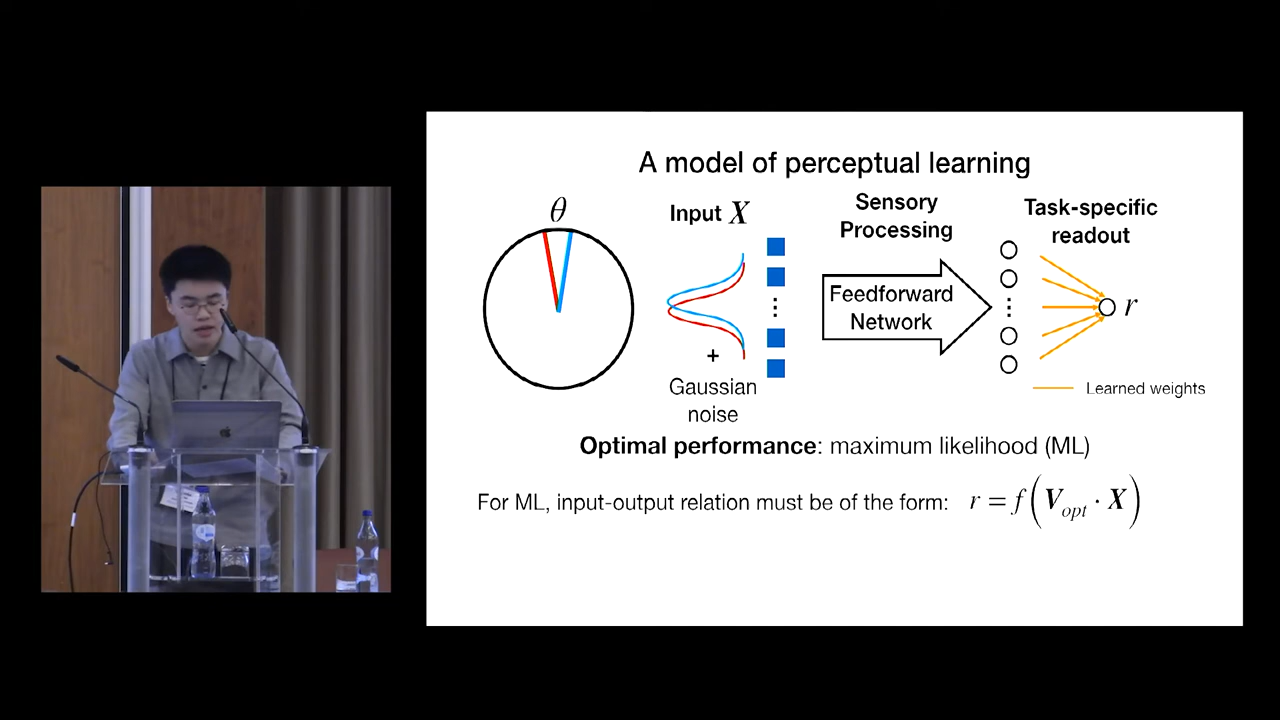 A model of perceptual learning
θ
Input X
Sensory
Processing
Task-specific
readout
Feedforward
Network
r
+
Gaussian
noise
Learned weights
Optimal performance: maximum likelihood (ML)
For ML, input-output relation must be of the form: r = f(V_opt · X)